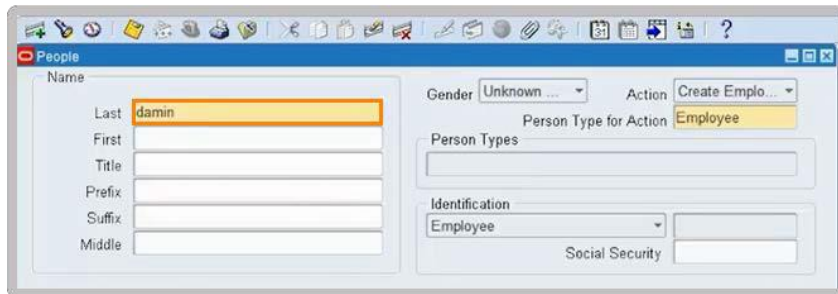 People
Name
Last damin
First
Title
Prefix
Suffix
Middle
Gender Unknown ... Action Create Emplo...
Person Type for Action Employee
Person Types
Identification
Employee
Social Security